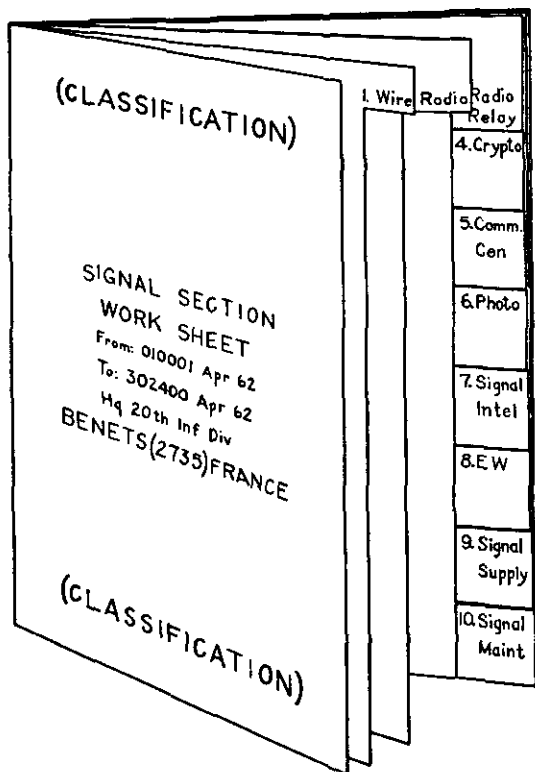 (CLASSIFICATION)
SIGNAL SECTION
WORK SHEET
From: 010001 Apr 62
To: 302400 Apr 62
Hq 20th Inf Div
BENETS(2735)FRANCE
(CLASSIFICATION)
1. Wire
Radio
Radio
Relay
4. Crypto
5. Comm.
Cen
6. Photo
7. Signal
Intel
8. E W
9. Signal
Supply
10. Signal
Maint